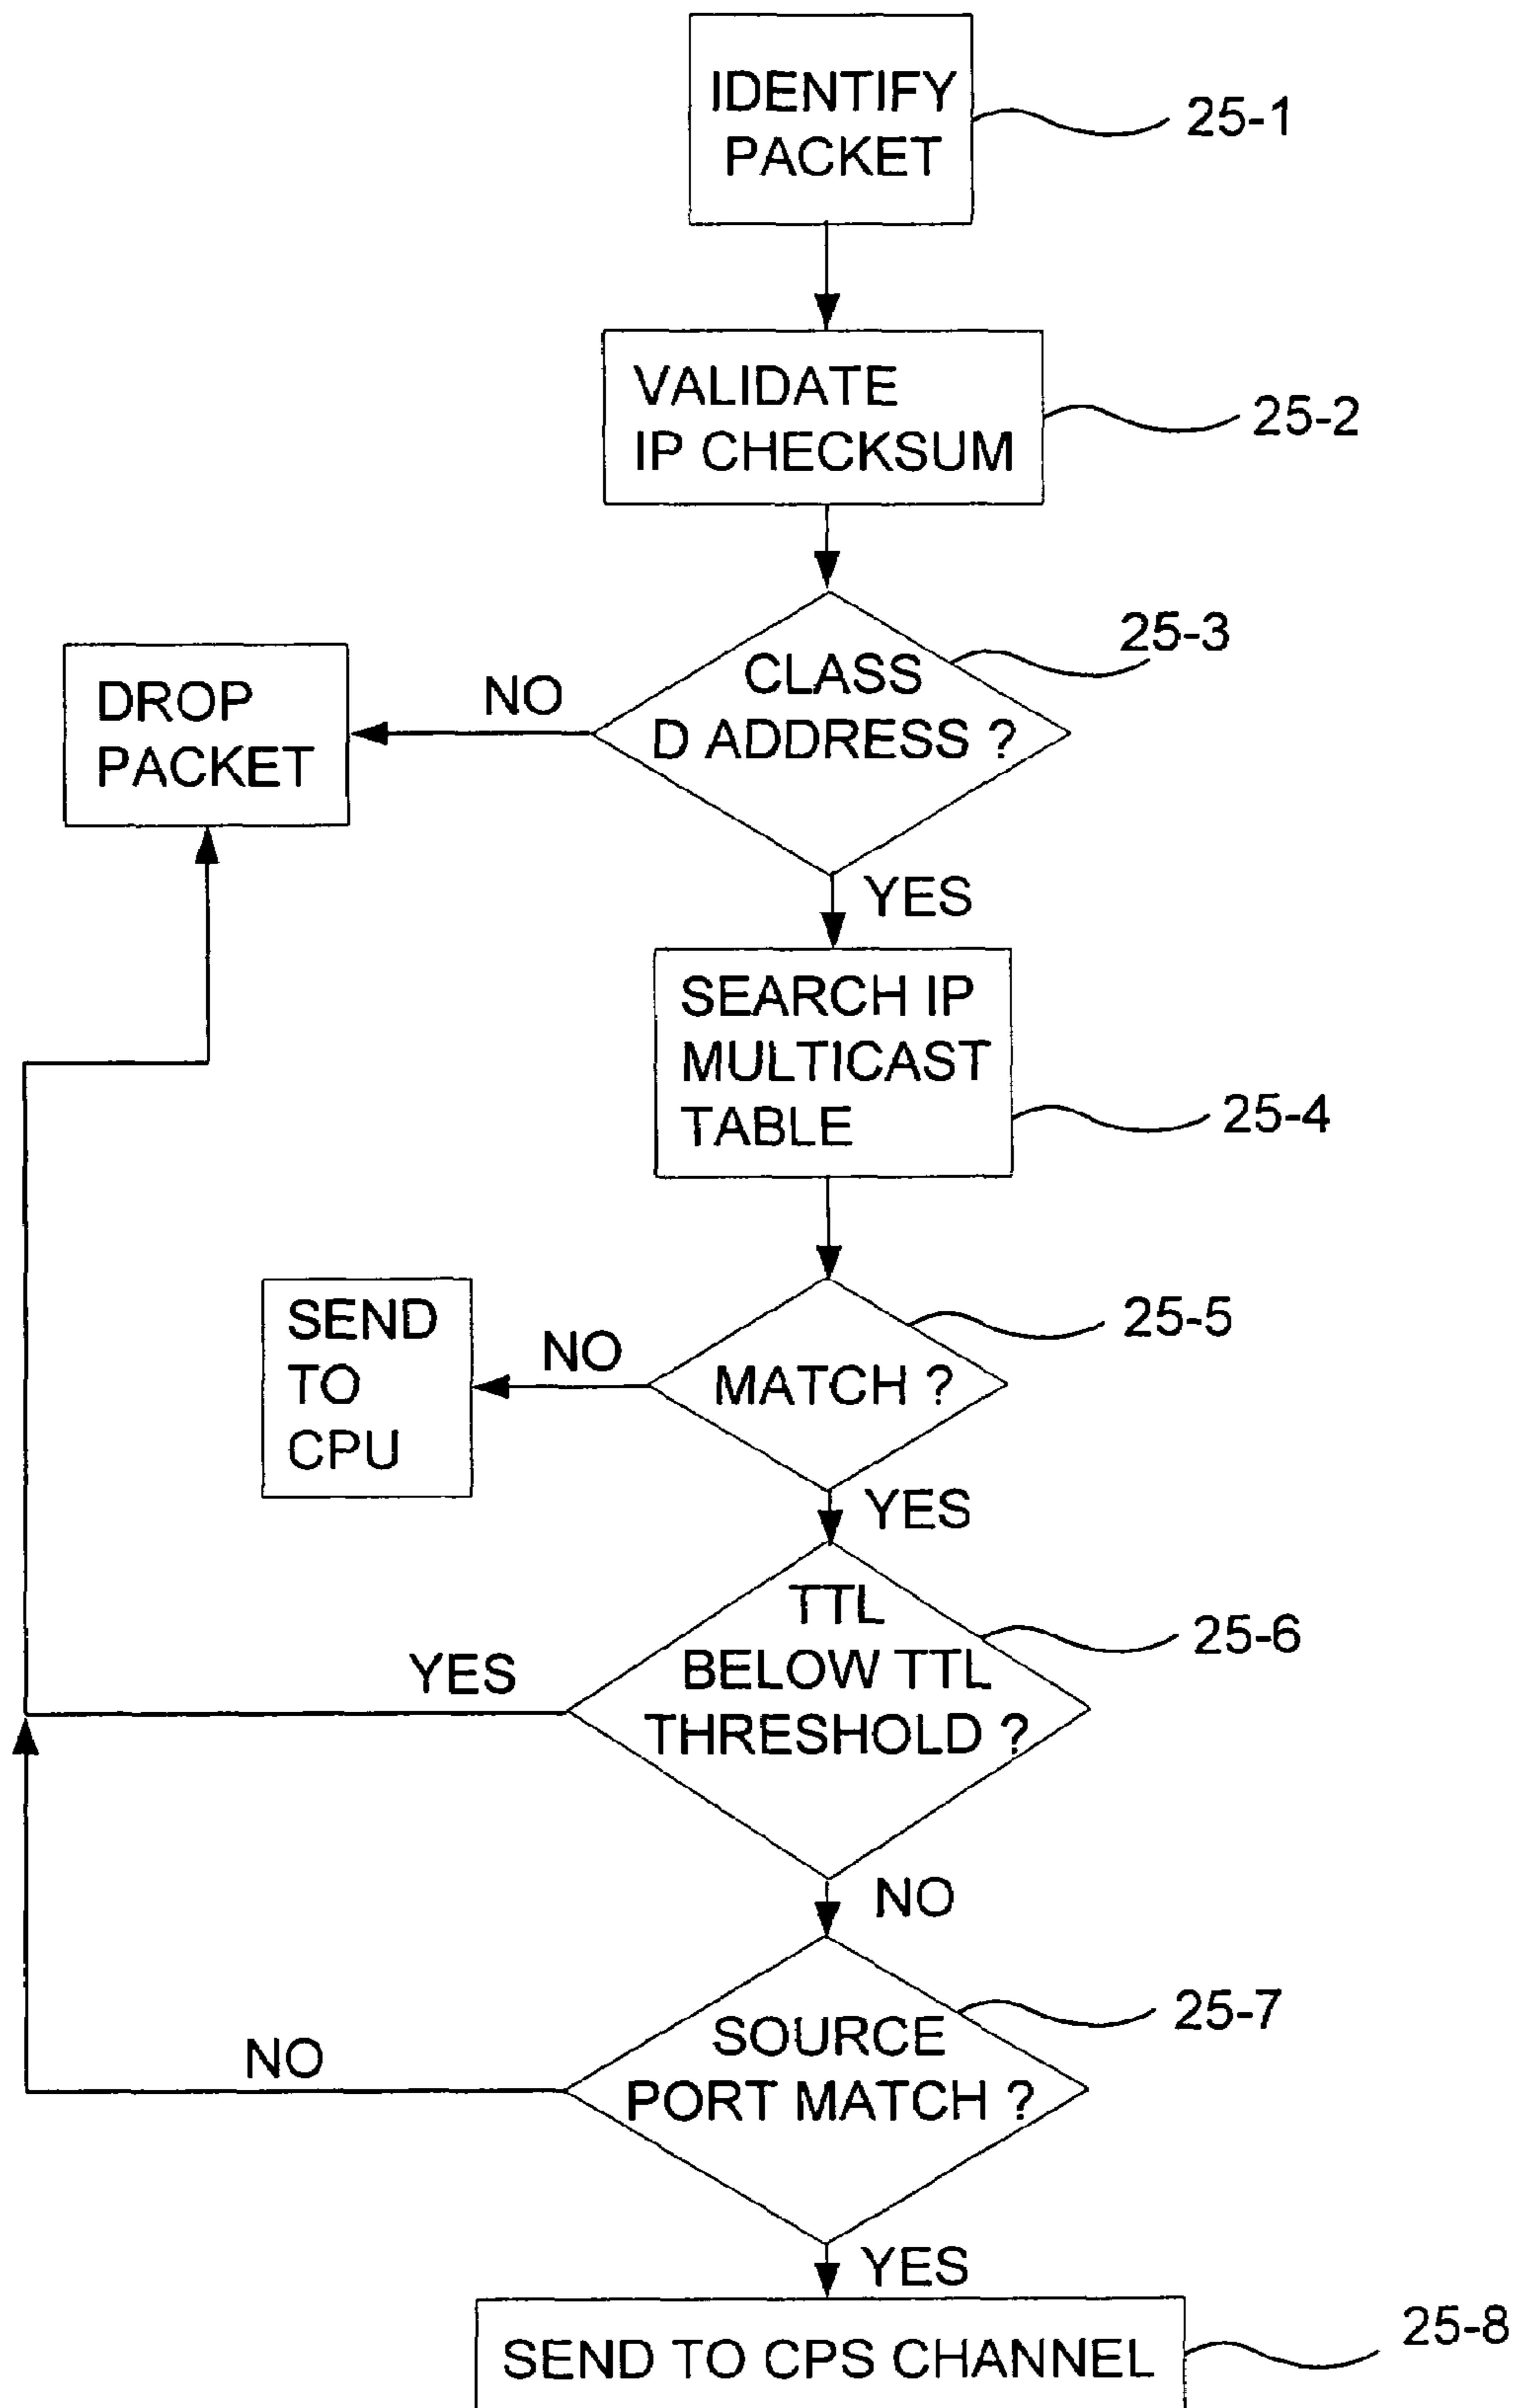 IDENTIFY
PACKET
25-1
VALIDATE
IP CHECKSUM
25-2
25-3
CLASS
D ADDRESS ?
NO
DROP
PACKET
YES
SEARCH IP
MULTICAST
TABLE
25-4
25-5
MATCH ?
NO
SEND
TO
CPU
YES
TTL
BELOW TTL
THRESHOLD ?
25-6
YES
NO
25-7
SOURCE
PORT MATCH ?
NO
YES
SEND TO CPS CHANNEL
25-8